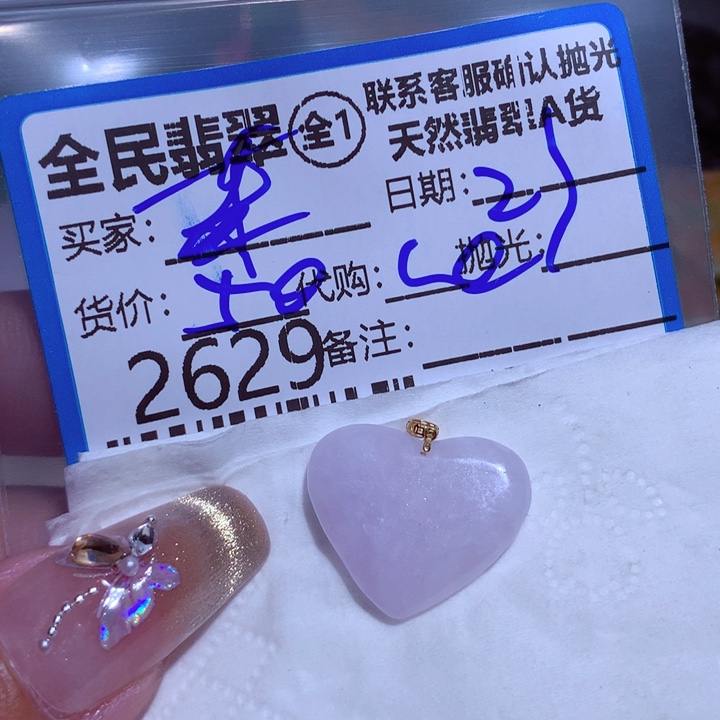 全民翡翠 全1
联系客服确认抛光
天然翡翠A货
买家：
日期：
货价：
代购：
抛光：
2629
备注：